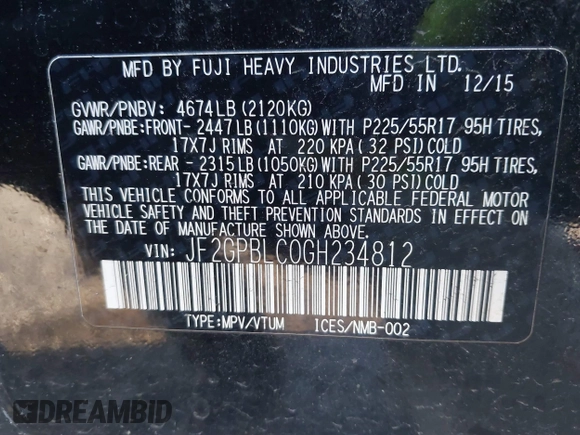 MFD BY FUJI HEAVY INDUSTRIES LTD.
MFD IN 12/15
GVWR/PNBV: 4674LB(2120KG)
GAWR/PNBE:FRONT- 2447LB(1110KG)WITH P225/55R17 95H TIRES,
17X7J RIMS AT 220 KPA( 32 PSI)COLD
GAWR/PNBE:REAR - 2315LB(1050KG)WITH P225/55R17 95H TIRES,
17X7J RIMS AT 210 KPA( 30 PSI)COLD
THIS VEHICLE CONFORMS TO ALL APPLICABLE FEDERAL MOTOR
VEHICLE SAFETY AND THEFT PREVENTION STANDARDS IN EFFECT ON
THE DATE OF MANUFACTURE SHOWN ABOVE.
VIN: JF2GPBLC0GH234812
TYPE:MPV/VTUM ICES/NMB-002
DREAMBID